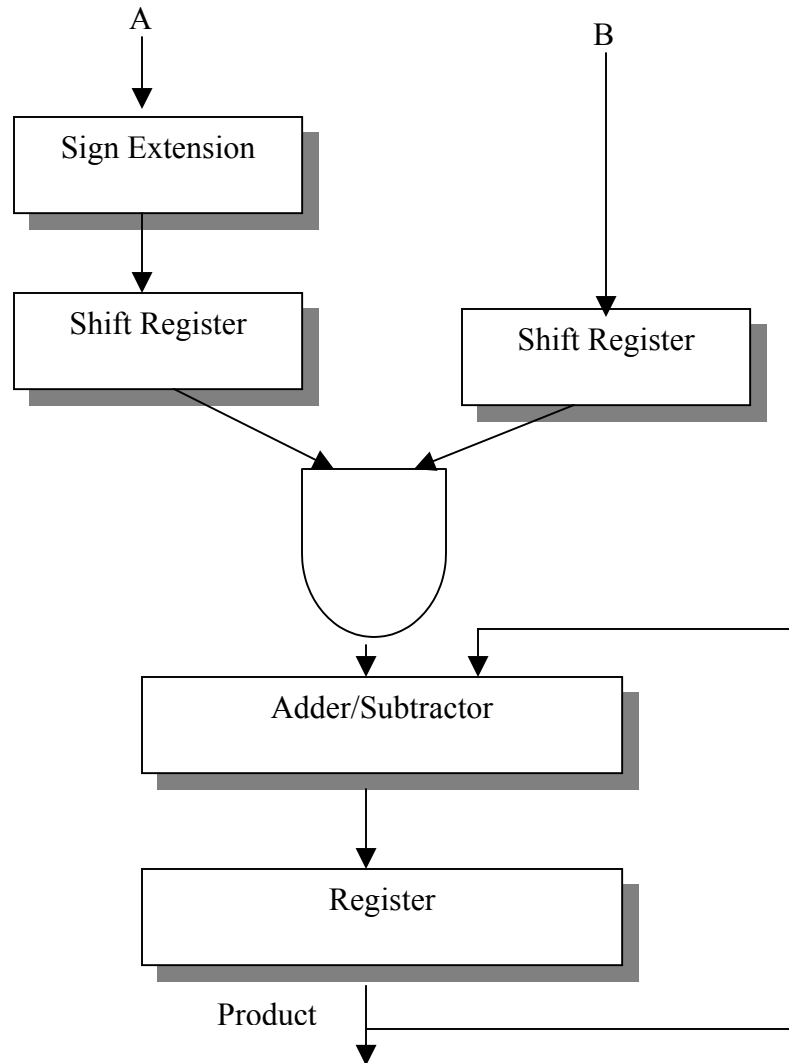 A
B
Sign Extension
Shift Register
Shift Register
Adder/Subtractor
Register
Product